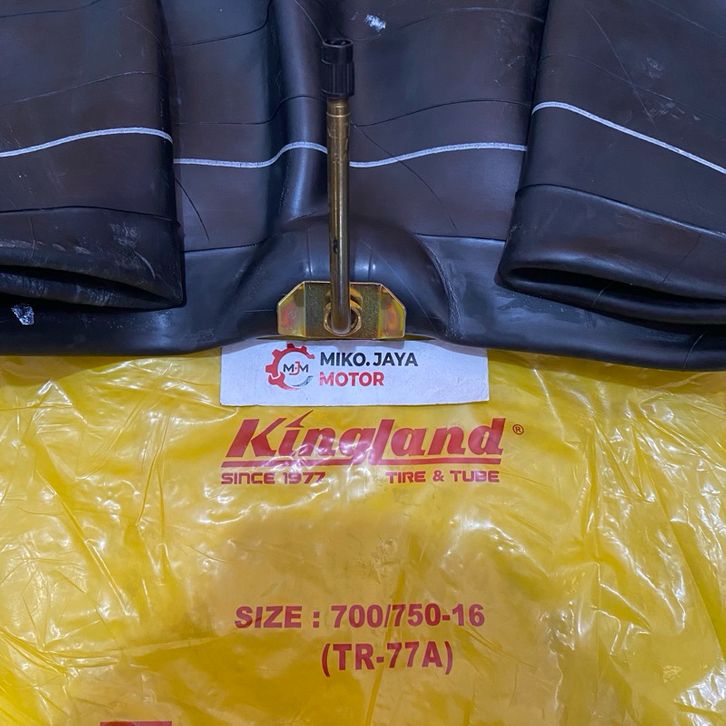 MJM
MIKO.JAYA
MOTOR
Kingland®
SINCE 1977 TIRE & TUBE
SIZE : 700/750-16
(TR-77A)